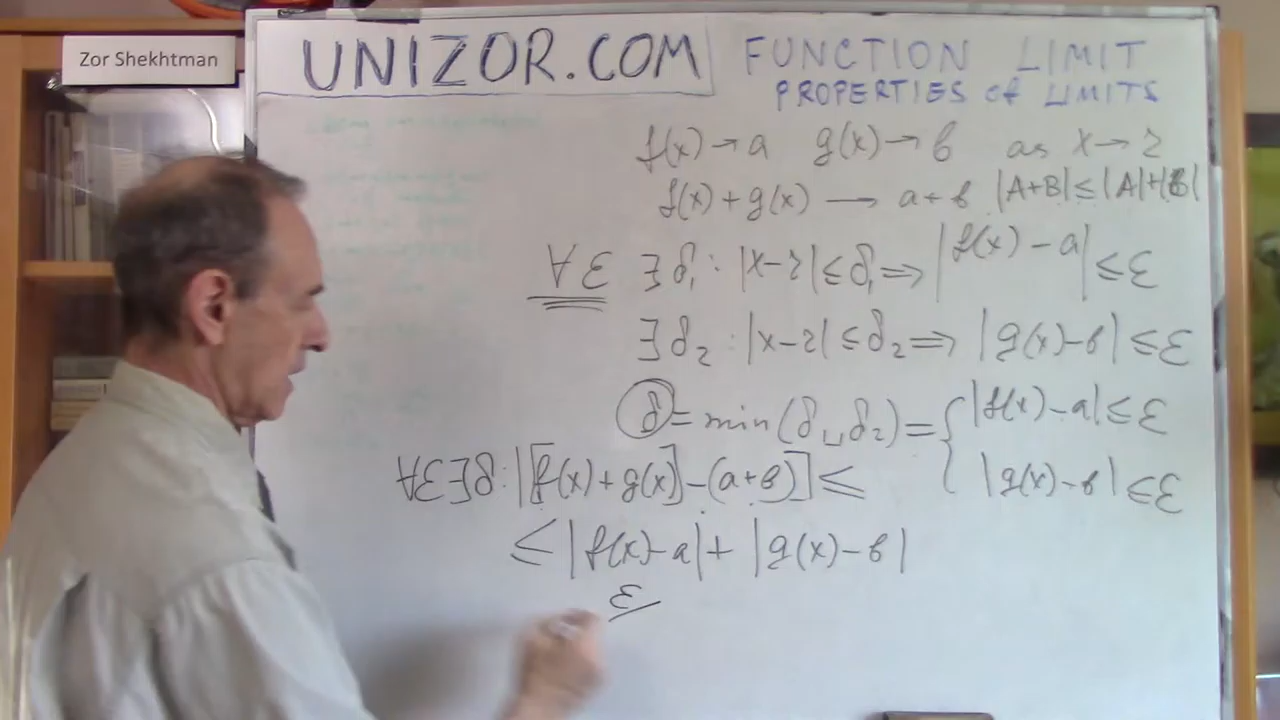 Zor Shekhtman
UNIZOR.COM
FUNCTION LIMIT
PROPERTIES of LIMITS
f(x)→a g(x)→b as x→r
f(x)+g(x) → a+b |A+B|≤|A|+|B|
∀ε ∃δ₁: |x-r|≤δ₁⇒|f(x)-a|≤ε
∃δ₂: |x-r|≤δ₂⇒|g(x)-b|≤ε
δ=min(δ₁,δ₂)={|f(x)-a|≤ε
|g(x)-b|≤ε
∀ε∃δ:|[f(x)+g(x)]-(a+b)|≤
≤|f(x)-a|+|g(x)-b|
ε/